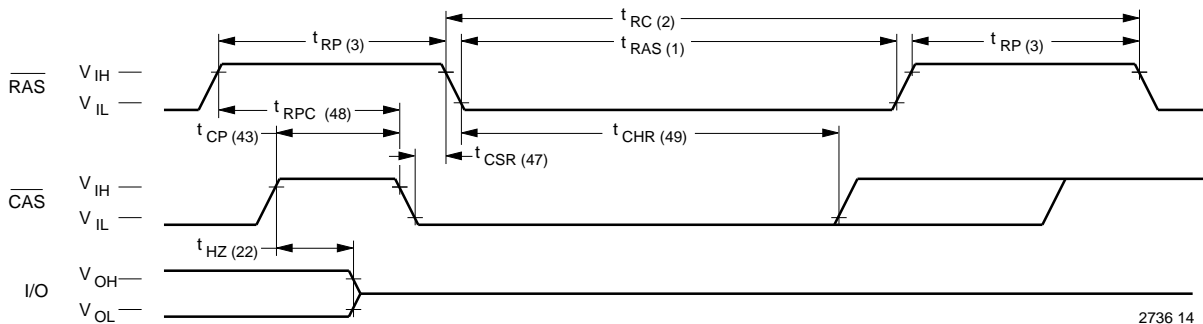 t RC (2)
t RP (3)
t RAS (1)
t RP (3)
RAS
V IH
V IL
t RPC (48)
t CP (43)
t CHR (49)
t CSR (47)
CAS
V IH
V IL
t HZ (22)
I/O
V OH
V OL
2736 14